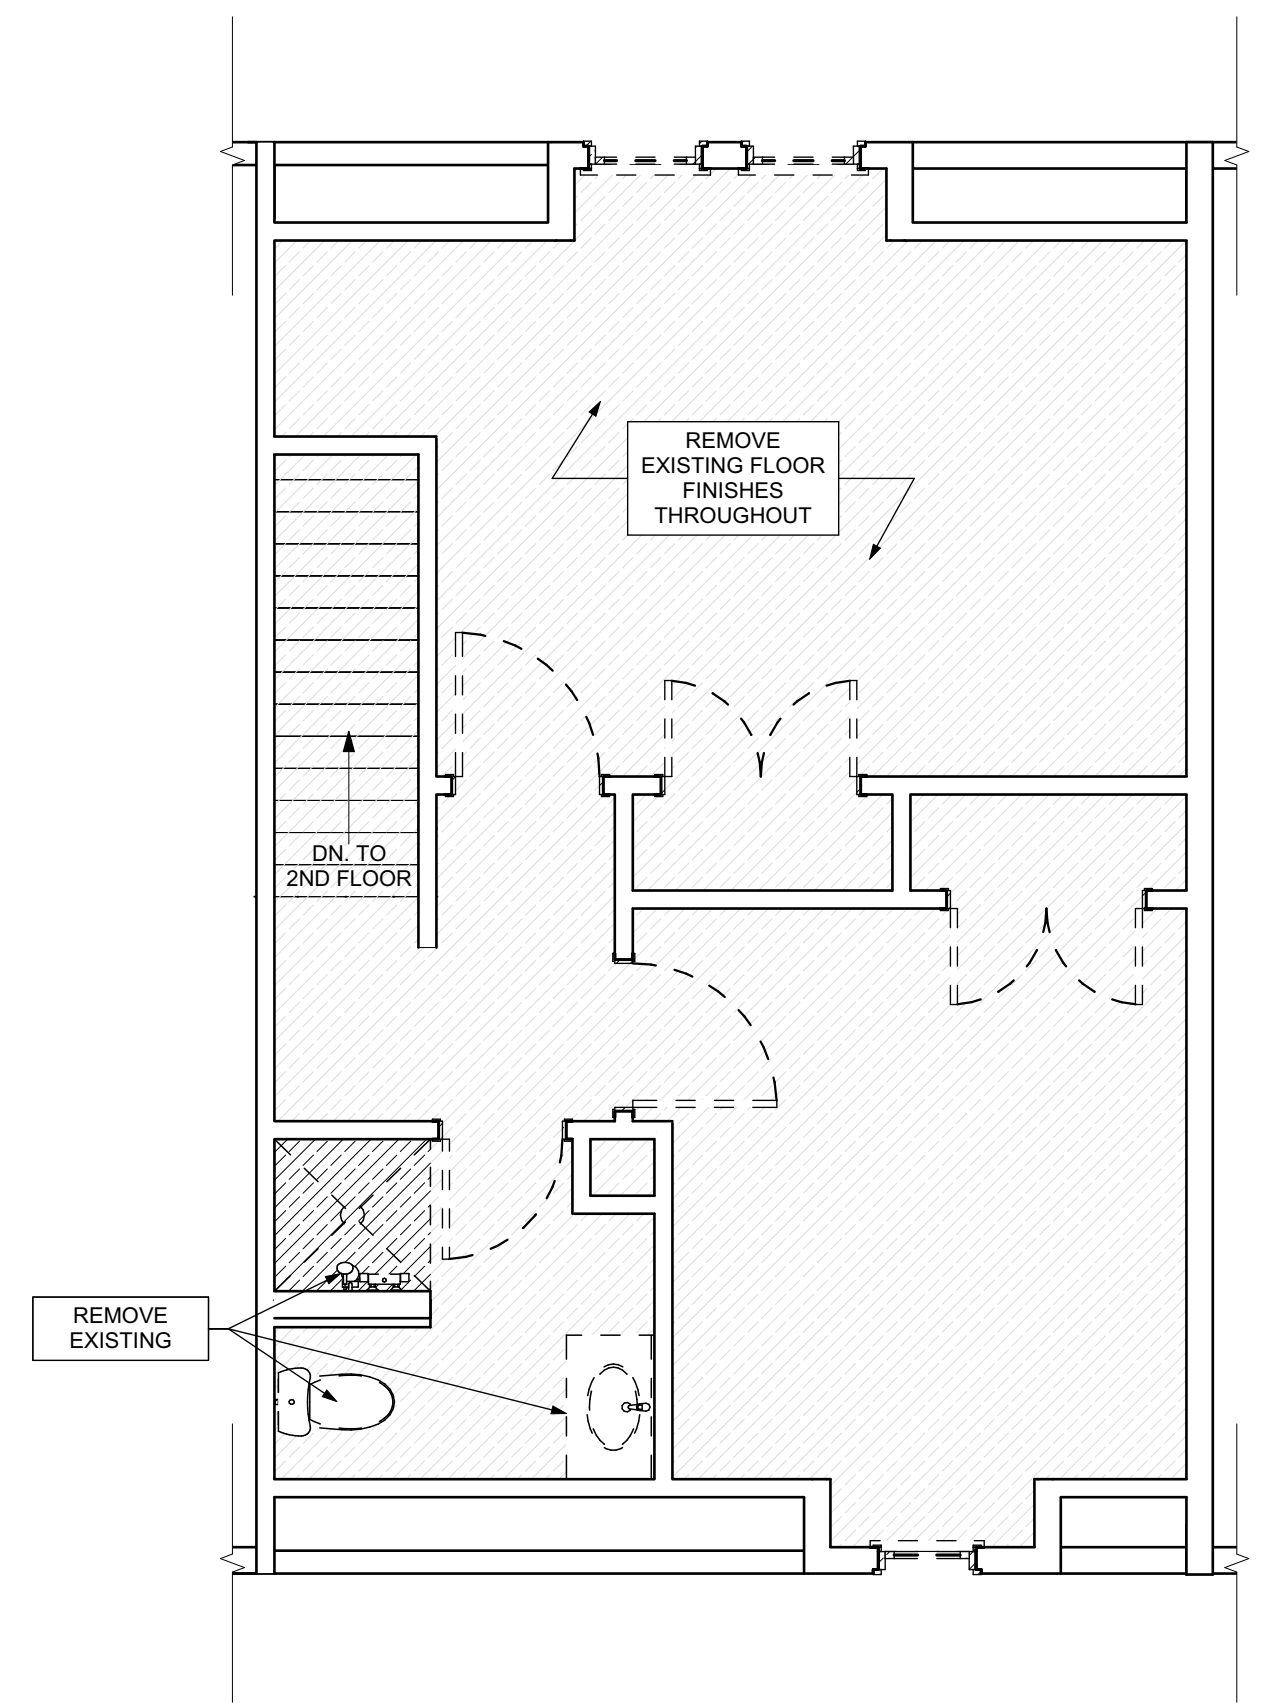 REMOVE
EXISTING FLOOR
FINISHES
THROUGHOUT
DN. TO
2ND FLOOR
REMOVE
EXISTING